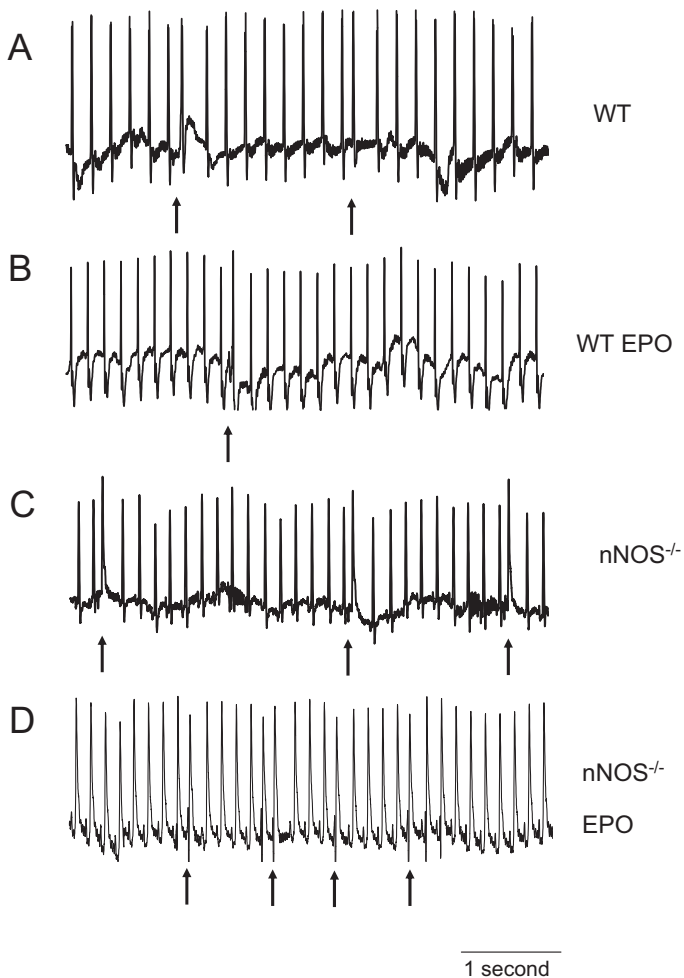 A
WT
B
WT EPO
C
nNOS-/-
D
nNOS-/-
EPO
1 second